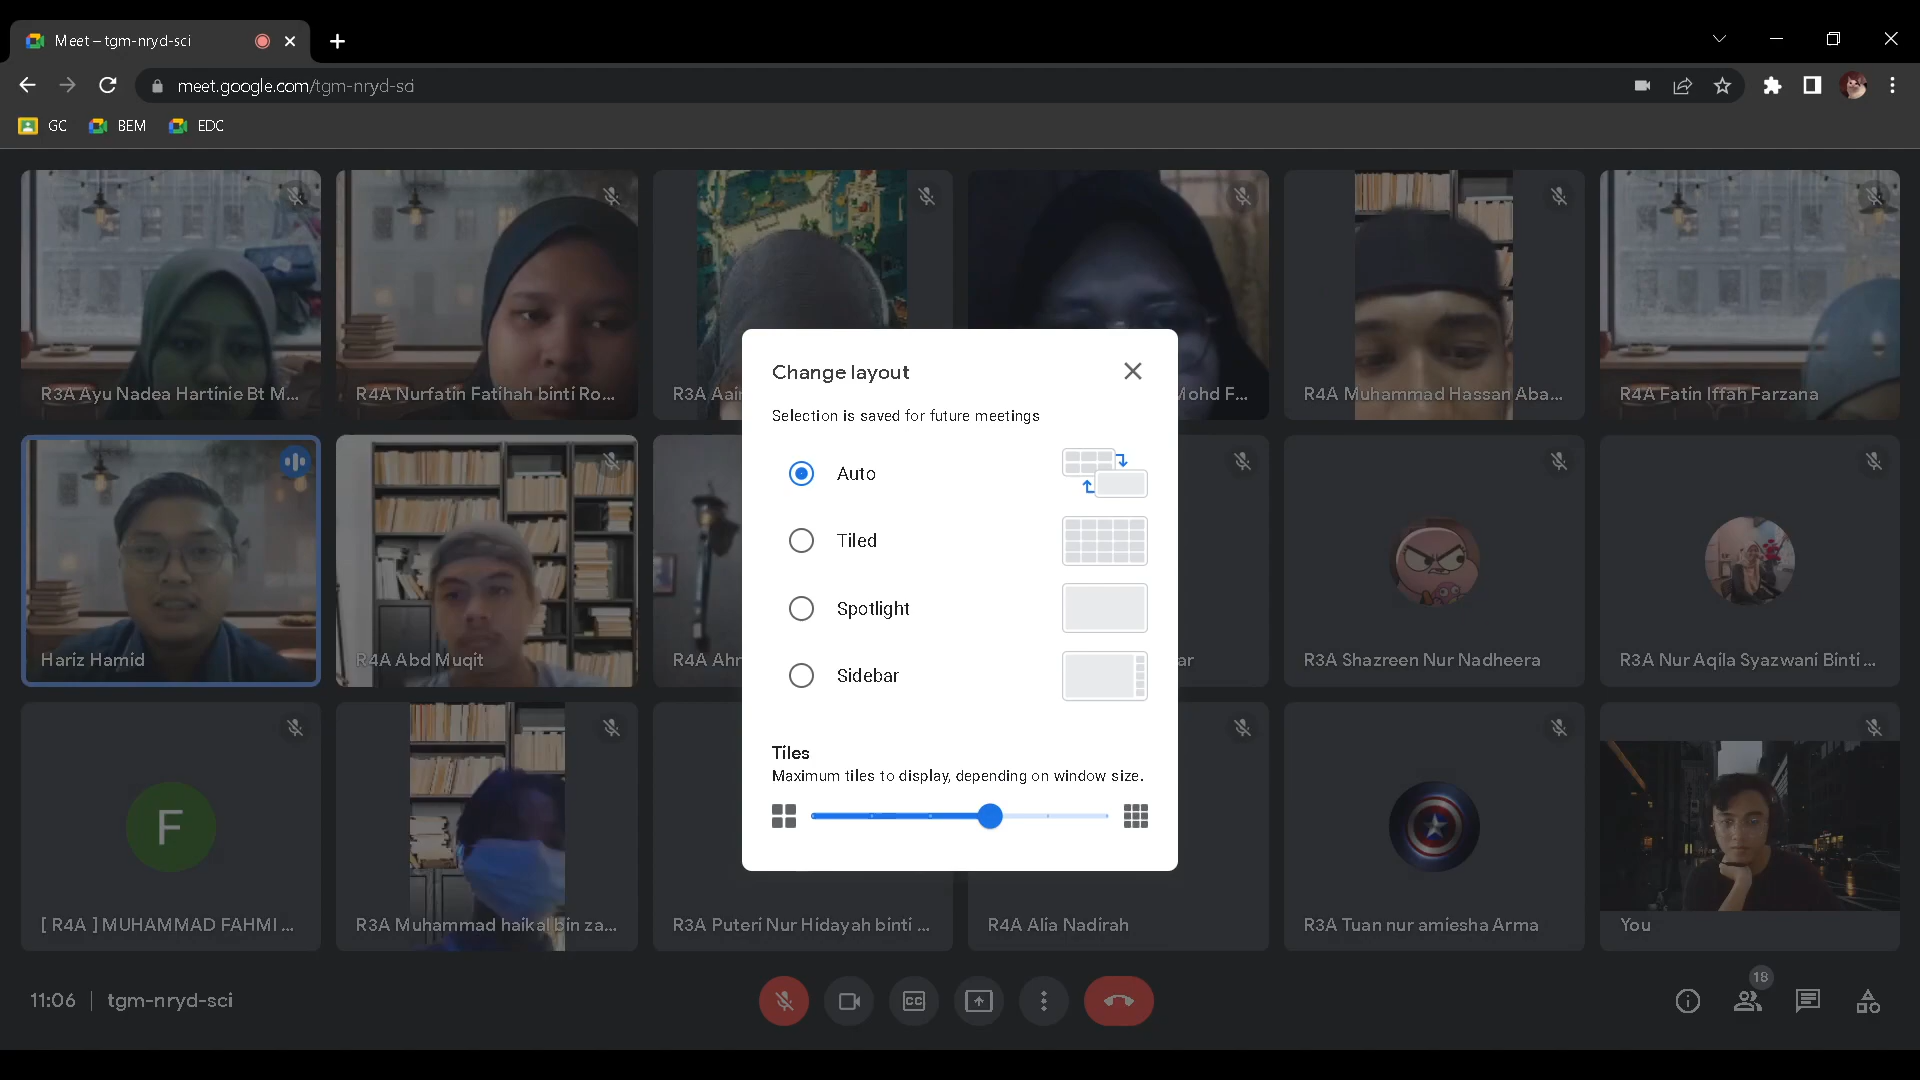 Meet – tgm-nryd-sci
meet.google.com/tgm-nryd-sci
GC
BEM
EDC
R3A Ayu Nadea Hartinie Bt M...
R4A Nurfatin Fatihah binti Ro...
R3A
Mohd F...
R4A Muhammad Hassan Aba...
R4A Fatin Iffah Farzana
Change layout
Selection is saved for future meetings
Auto
Tiled
Spotlight
Sidebar
Tiles
Maximum tiles to display, depending on window size.
Hariz Hamid
R4A Abd Muqit
R4A
R3A Shazreen Nur Nadheera
R3A Nur Aqila Syazwani Binti ...
F
[ R4A ] MUHAMMAD FAHMI ...
R3A Muhammad haikal bin za...
R3A Puteri Nur Hidayah binti ...
R4A Alia Nadirah
R3A Tuan nur amiesha Arma
You
11:06 | tgm-nryd-sci
CC
18